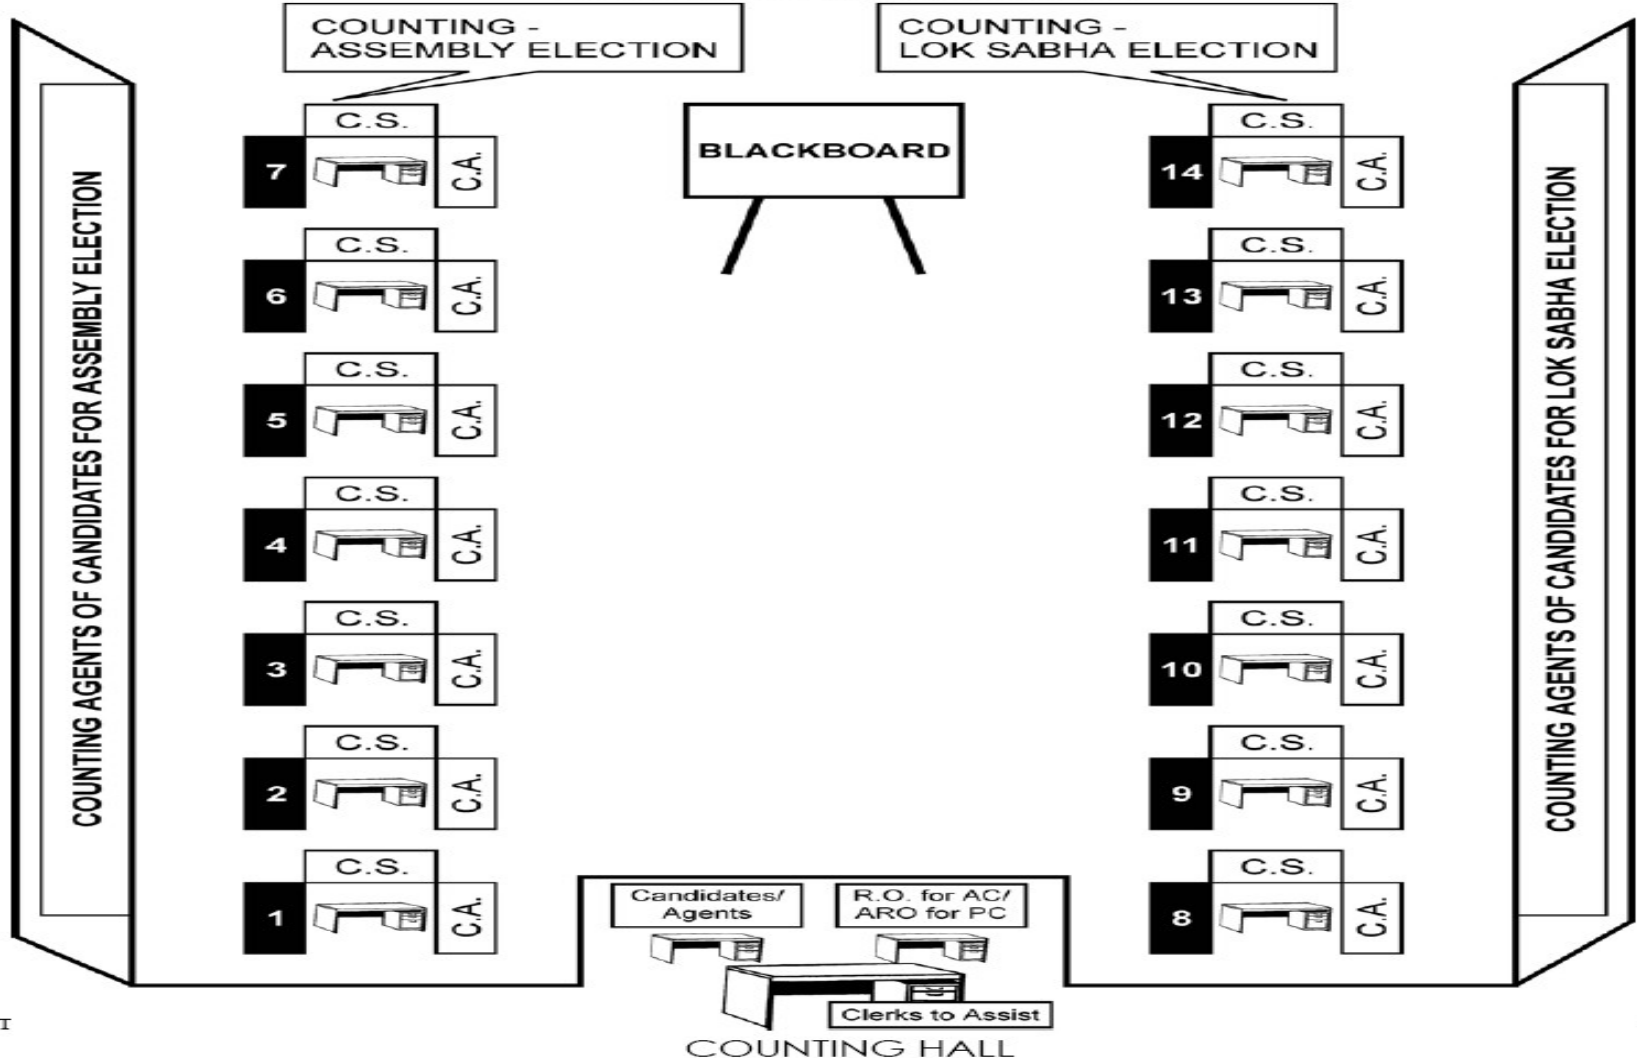 COUNTING -
ASSEMBLY ELECTION
COUNTING -
LOK SABHA ELECTION
COUNTING AGENTS OF CANDIDATES FOR ASSEMBLY ELECTION
C.S.
7
C.A.
C.S.
6
C.A.
C.S.
5
C.A.
C.S.
4
C.A.
C.S.
3
C.A.
C.S.
2
C.A.
C.S.
1
C.A.
BLACKBOARD
C.S.
14
C.A.
C.S.
13
C.A.
C.S.
12
C.A.
C.S.
11
C.A.
C.S.
10
C.A.
C.S.
9
C.A.
C.S.
8
C.A.
COUNTING AGENTS OF CANDIDATES FOR LOK SABHA ELECTION
Candidates/
Agents
R.O. for AC/
ARO for PC
Clerks to Assist
COUNTING HALL